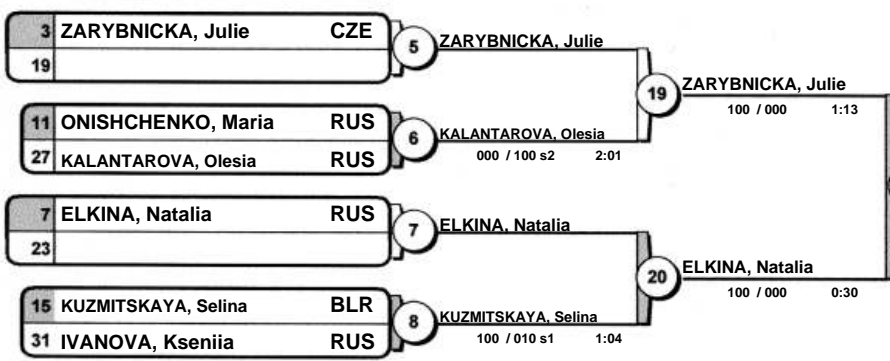 3 ZARYBNICKA, Julie CZE
19
5
ZARYBNICKA, Julie
11 ONISHCHENKO, Maria RUS
27 KALANTAROVA, Olesia RUS
6
KALANTAROVA, Olesia
000 / 100 s2 2:01
19
ZARYBNICKA, Julie
100 / 000 1:13
7 ELKINA, Natalia RUS
23
7
ELKINA, Natalia
15 KUZMITSKAYA, Selina BLR
31 IVANOVA, Kseniia RUS
8
KUZMITSKAYA, Selina
100 / 010 s1 1:04
20
ELKINA, Natalia
100 / 000 0:30